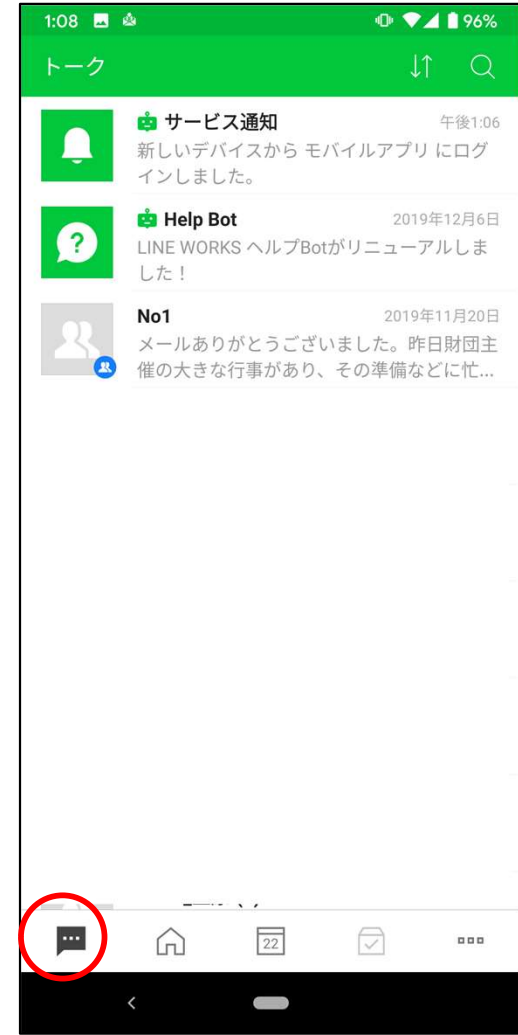 1:08 96%
トーク
サービス通知 午後1:06
新しいデバイスから モバイルアプリ にログ
インしました。
Help Bot 2019年12月6日
LINE WORKS ヘルプBotがリニューアルしま
した！
No1 2019年11月20日
メールありがとうございました。昨日財団主
催の大きな行事があり、その準備などに忙...
22